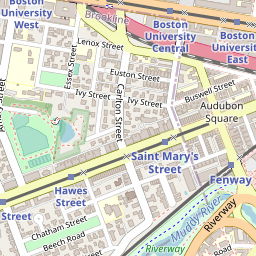 Boston
University
West
Brookline
Boston
University
Central
Boston
University
East
Lenox Street
Essex Street
Euston Street
Ivy Street
Ivy Street
Buswell Street
Carlton Street
Audubon
Square
Saint Mary's
Street
Fenway
Hawes
Street
Street
Chatham Street
Beech Road
Muddy River
Riverway
Riverway